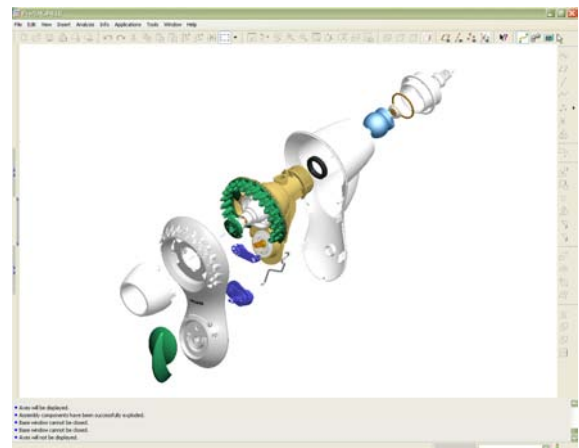 File Edit View Insert Analysis Info Applications Tools Window Help
• Axes will be displayed.
• Assembly components have been successfully exploded.
• Base window cannot be closed.
• Base window cannot be closed.
• Axes will not be displayed.